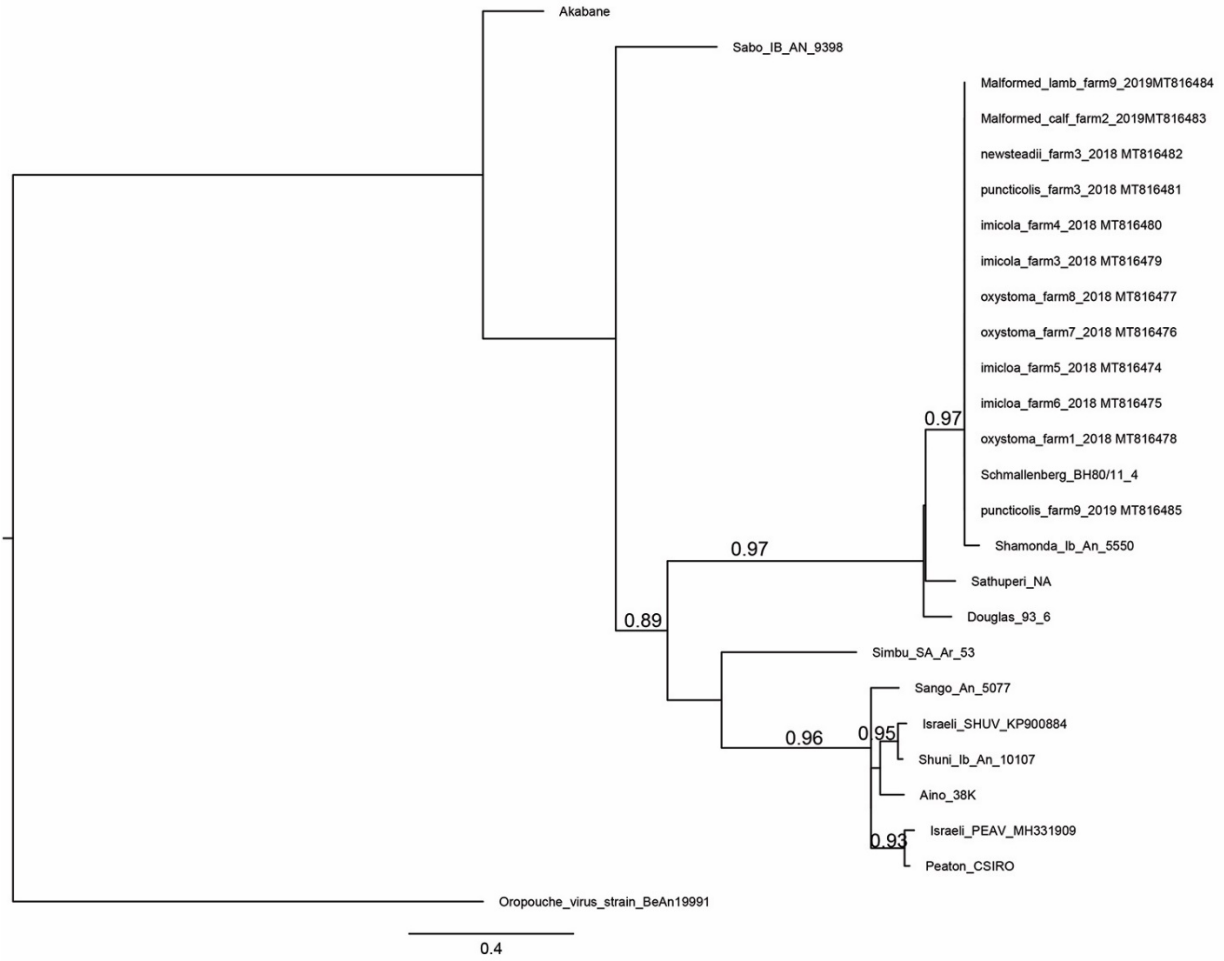 Akabane
Sabo_IB_AN_9398
Malformed_lamb_farm9_2019MT816484
Malformed_calf_farm2_2019MT816483
newsteadii_farm3_2018 MT816482
puncticolis_farm3_2018 MT816481
imicola_farm4_2018 MT816480
imicola_farm3_2018 MT816479
oxystoma_farm8_2018 MT816477
oxystoma_farm7_2018 MT816476
imicloa_farm5_2018 MT816474
imicloa_farm6_2018 MT816475
0.97
oxystoma_farm1_2018 MT816478
Schmallenberg_BH80/11_4
puncticolis_farm9_2019 MT816485
0.97
Shamonda_Ib_An_5550
Sathuperi_NA
0.89
Douglas_93_6
Simbu_SA_Ar_53
Sango_An_5077
Israeli_SHUV_KP900884
0.96
0.95
Shuni_Ib_An_10107
Aino_38K
Israeli_PEAV_MH331909
0.93
Peaton_CSIRO
Oropouche_virus_strain_BeAn19991
0.4